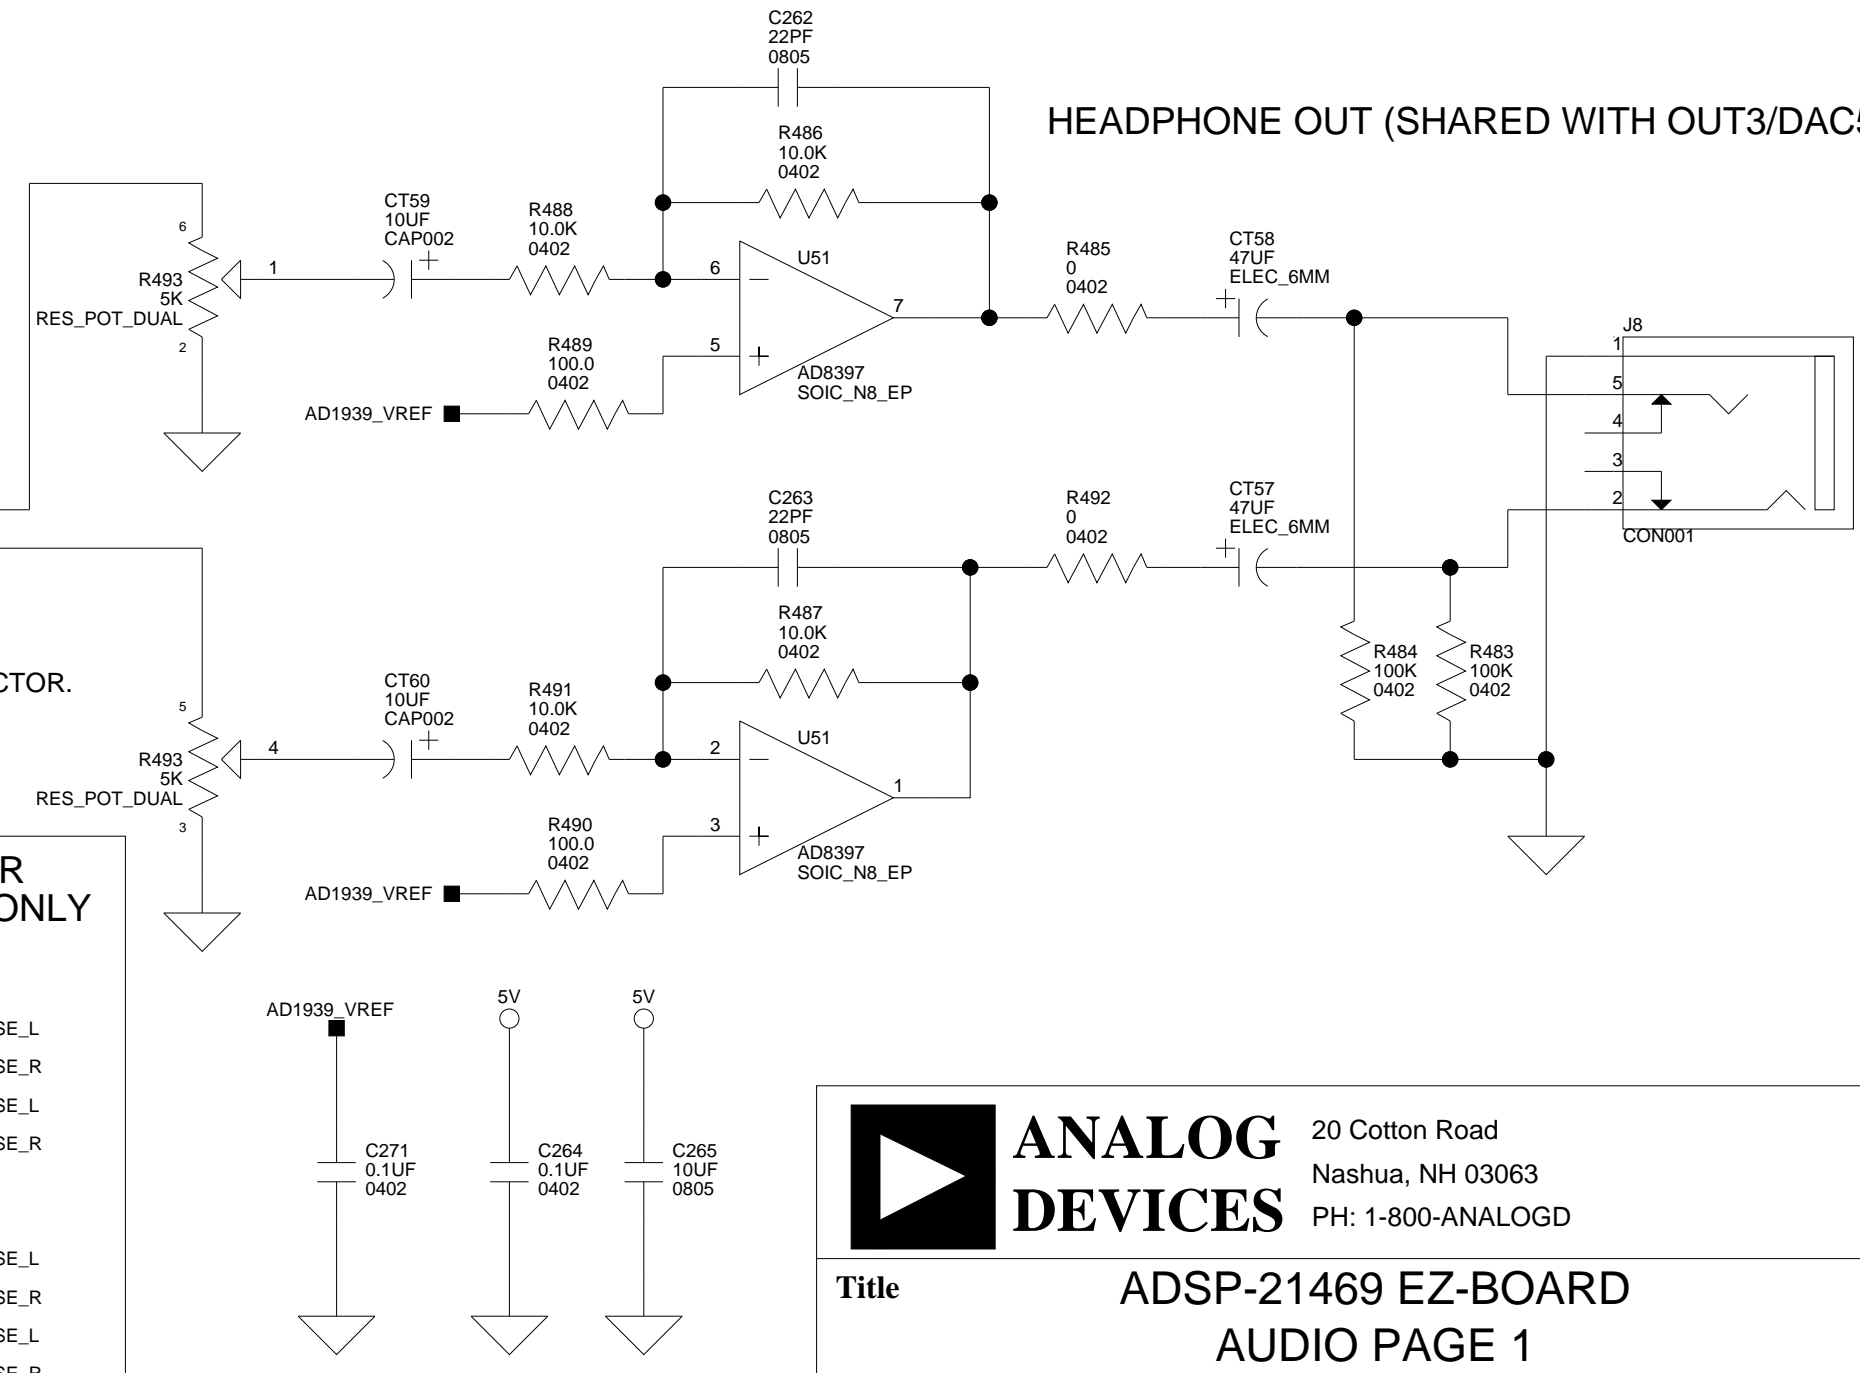 C262
22PF
0805
HEADPHONE OUT (SHARED WITH OUT3/DAC5
R486
10.0K
0402
CT59
10UF
CAP002
+
R488
10.0K
0402
6
R493
5K
RES_POT_DUAL
2
1
6
U51
7
5
+
AD8397
SOIC_N8_EP
R489
100.0
0402
AD1939_VREF
R485
0
0402
CT58
47UF
ELEC_6MM
+
J8
1
5
4
3
2
CON001
C263
22PF
0805
R487
10.0K
0402
R492
0
0402
CT57
47UF
ELEC_6MM
+
R484
100K
0402
R483
100K
0402
CTOR.
CT60
10UF
CAP002
+
R491
10.0K
0402
5
R493
5K
RES_POT_DUAL
3
4
2
U51
1
3
+
AD8397
SOIC_N8_EP
R490
100.0
0402
AD1939_VREF
R
ONLY
SE_L
SE_R
SE_L
SE_R
SE_L
SE_R
SE_L
SE_R
AD1939_VREF
5V
5V
C271
0.1UF
0402
C264
0.1UF
0402
C265
10UF
0805
ANALOG
DEVICES
20 Cotton Road
Nashua, NH 03063
PH: 1-800-ANALOGD
Title
ADSP-21469 EZ-BOARD
AUDIO PAGE 1